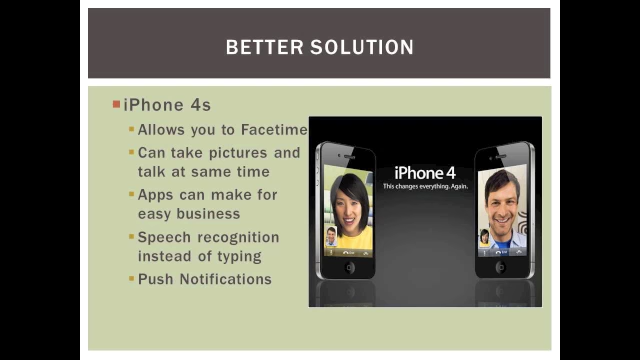 BETTER SOLUTION
iPhone 4s
Allows you to Facetime
Can take pictures and
talk at same time
Apps can make for
easy business
Speech recognition
instead of typing
Push Notifications
iPhone 4
This changes everything. Again.